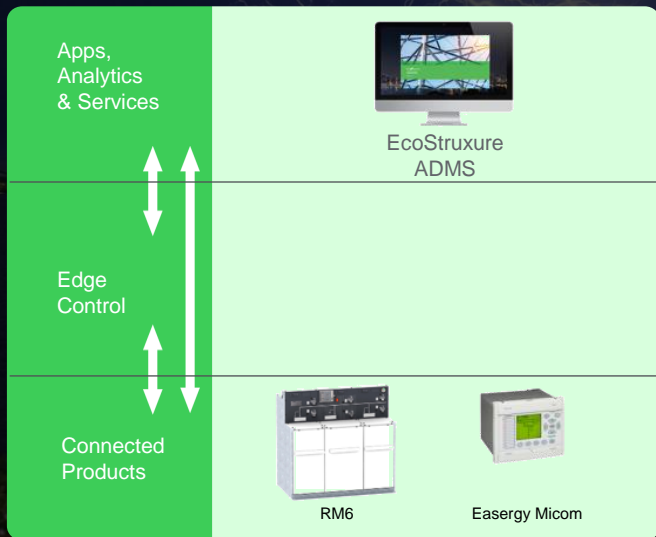 Apps,
Analytics
& Services
EcoStruxure
ADMS
Edge
Control
Connected
Products
RM6
Easergy Micom